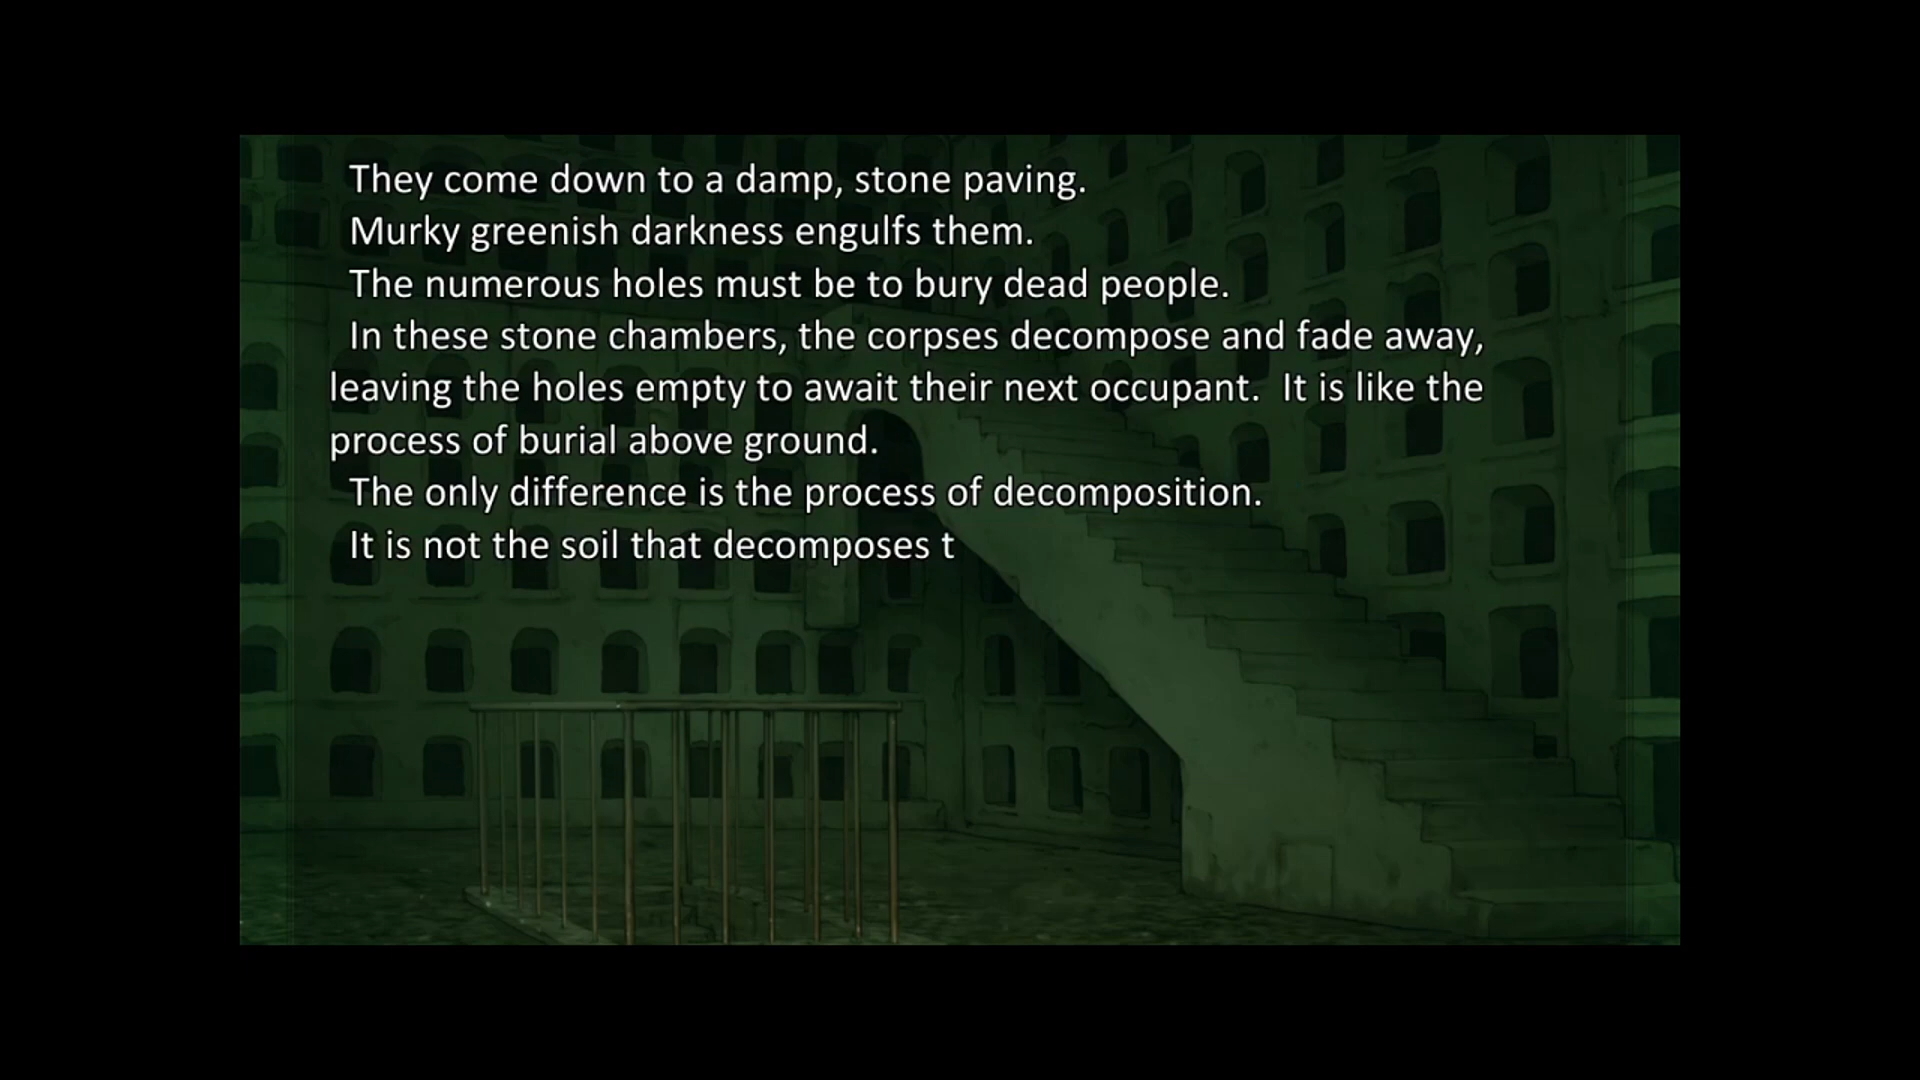 They come down to a damp, stone paving.
Murky greenish darkness engulfs them.
The numerous holes must be to bury dead people.
In these stone chambers, the corpses decompose and fade away,
leaving the holes empty to await their next occupant.  It is like the
process of burial above ground.
The only difference is the process of decomposition.
It is not the soil that decomposes t